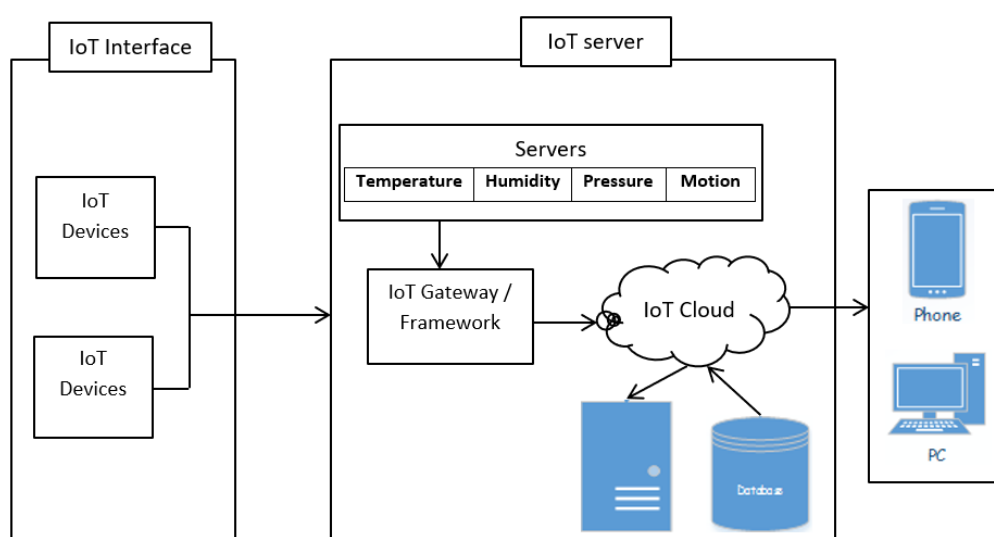 IoT Interface
IoT server
Servers
Temperature Humidity Pressure Motion
IoT
Devices
IoT
Devices
IoT Gateway /
Framework
IoT Cloud
Phone
PC
Database